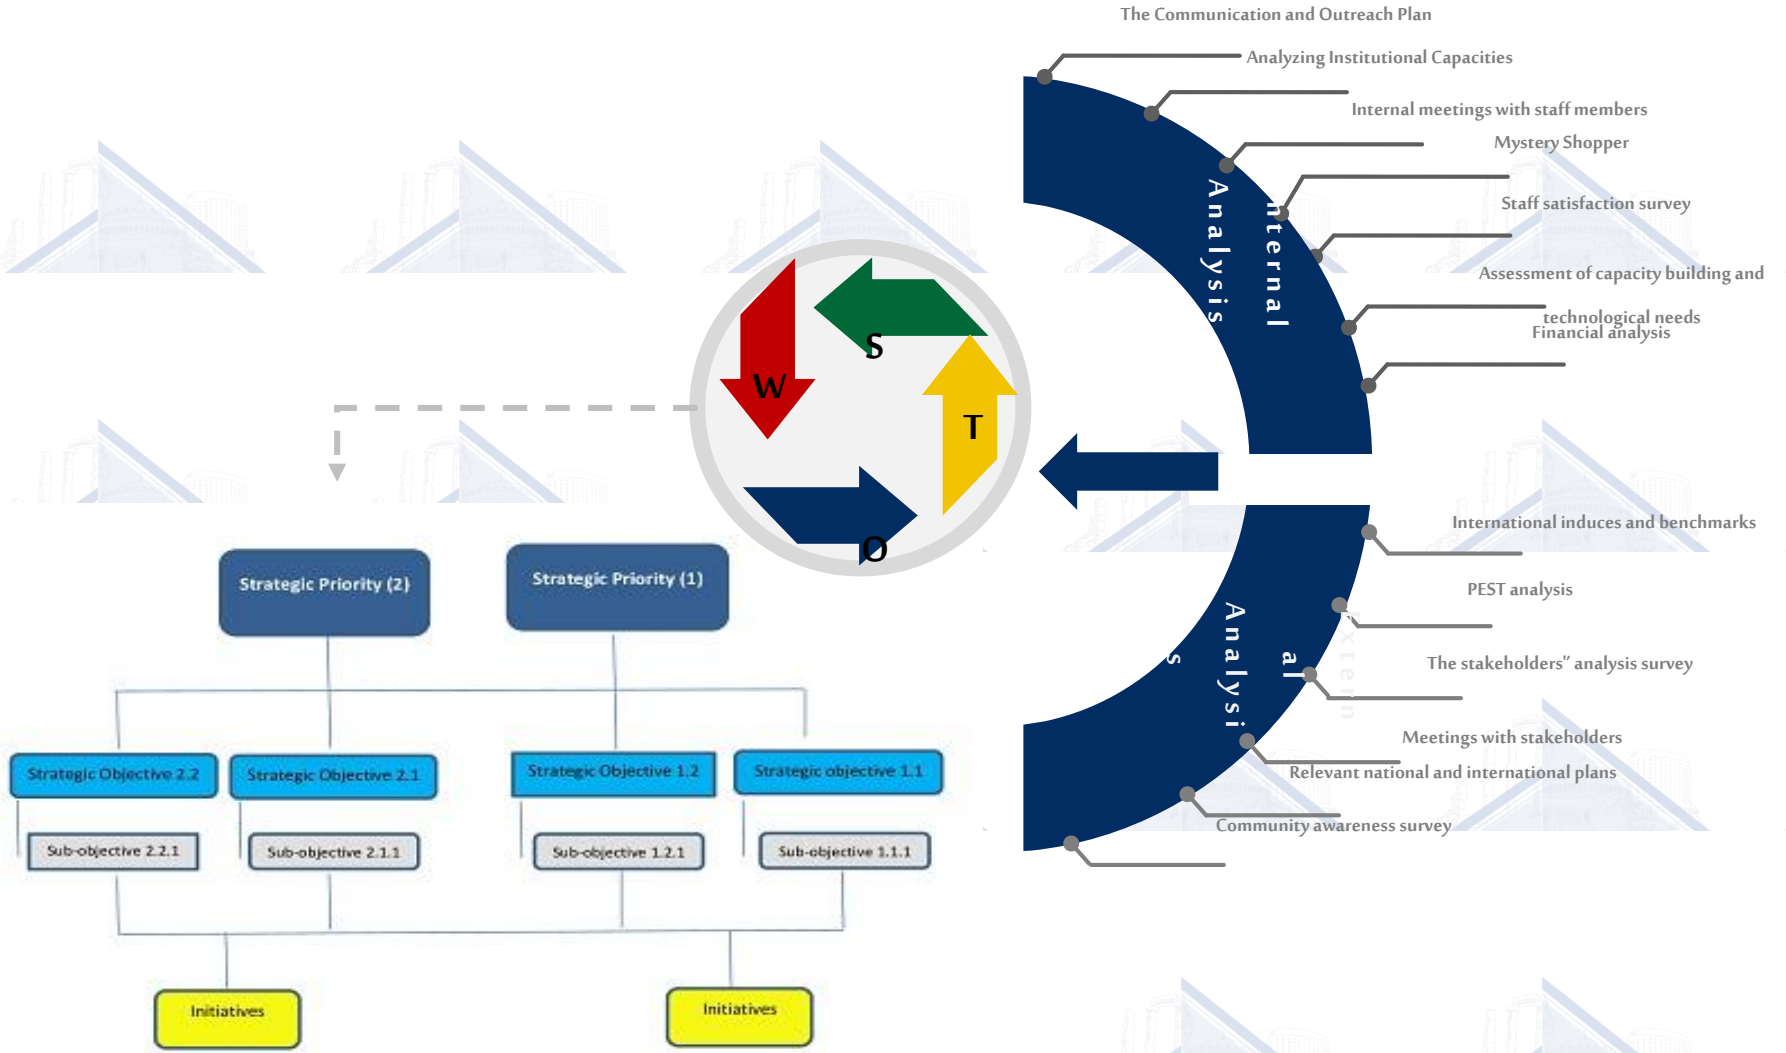 The Communication and Outreach Plan
Analyzing Institutional Capacities
Internal meetings with staff members
Mystery Shopper
Staff satisfaction survey
Assessment of capacity building and
technological needs
Financial analysis
nternal
Analysis
S
W
T
O
International induces and benchmarks
PEST analysis
The stakeholders" analysis survey
Meetings with stakeholders
Relevant national and international plans
Community awareness survey
Extern
al
Analysi
s
Strategic Priority (2)
Strategic Priority (1)
Strategic Objective 2.2
Strategic Objective 2.1
Strategic Objective 1.2
Strategic objective 1.1
Sub-objective 2.2.1
Sub-objective 2.1.1
Sub-objective 1.2.1
Sub-objective 1.1.1
Initiatives
Initiatives